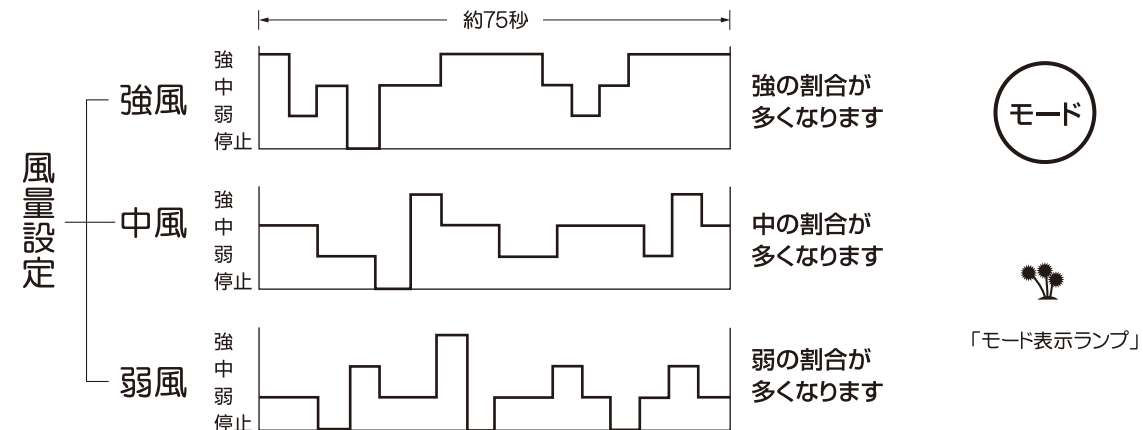 約75秒
風量設定
強風
強
中
弱
停止
強の割合が
多くなります
中風
強
中
弱
停止
中の割合が
多くなります
弱風
強
中
弱
停止
弱の割合が
多くなります
モード
「モード表示ランプ」